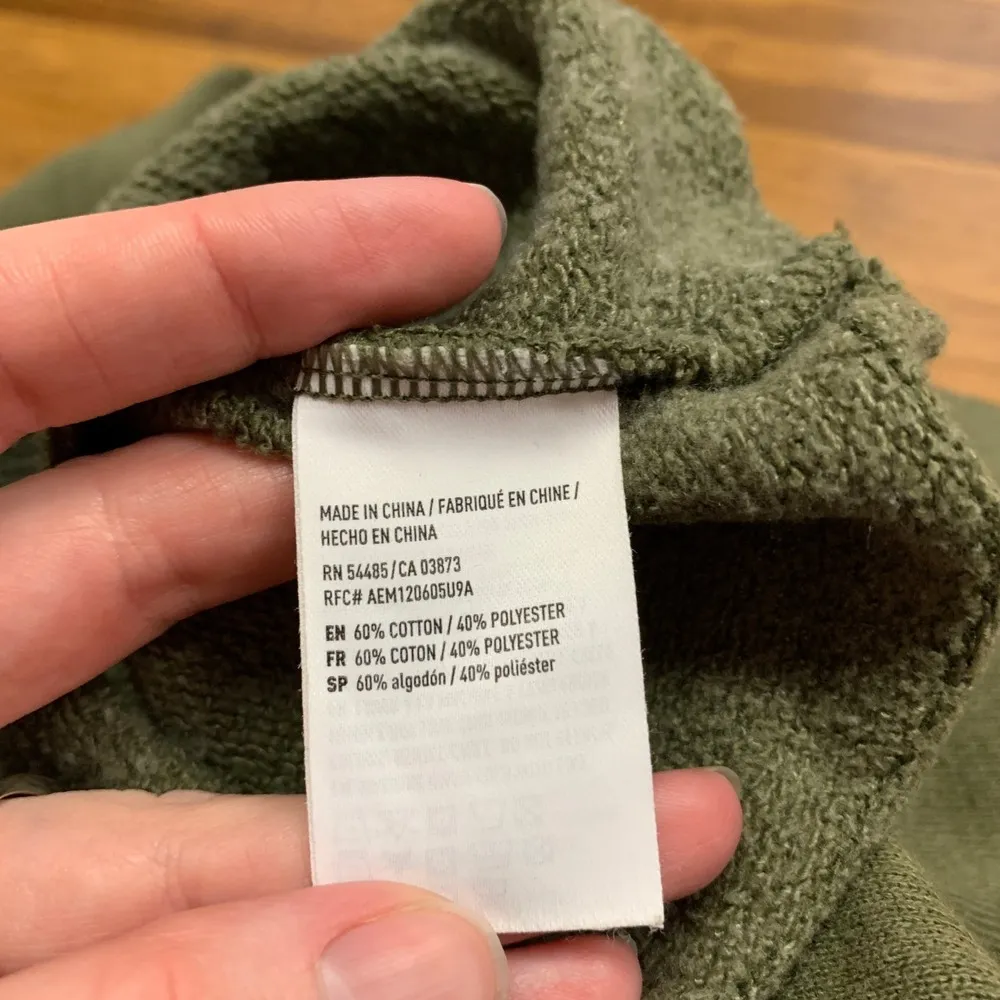 MADE IN CHINA / FABRIQUÉ EN CHINE /
HECHO EN CHINA
RN 54485/CA 03873
RFC# AEM120605U9A
EN 60% COTTON / 40% POLYESTER
FR 60% COTON / 40% POLYESTER
SP 60% algodón / 40% poliéster